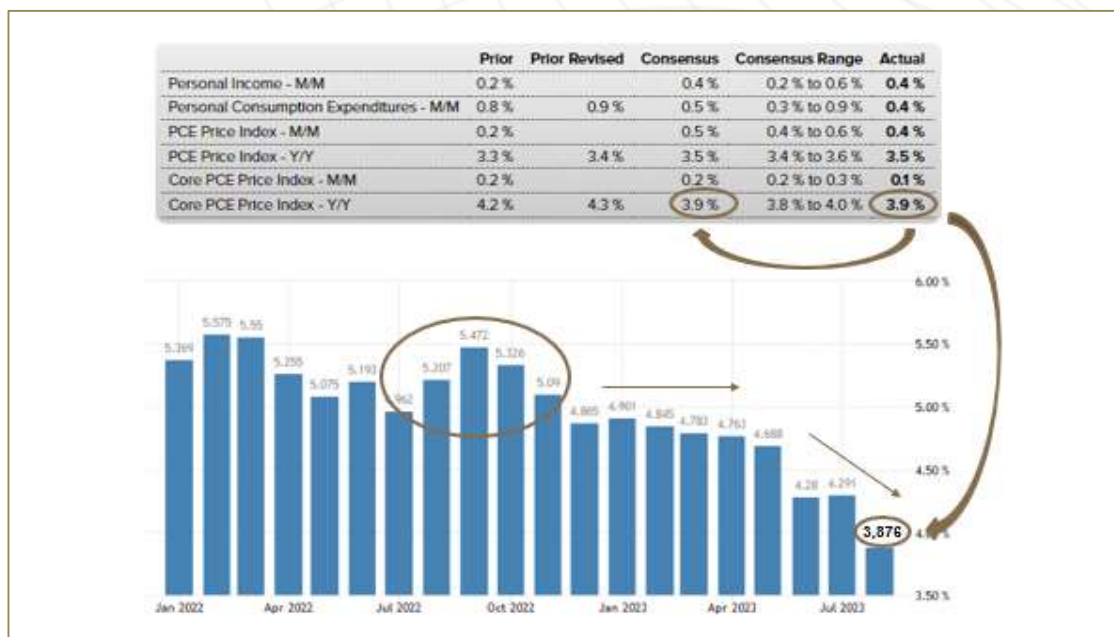 Prior Prior Revised Consensus Consensus Range Actual
Personal Income - M/M 0.2 % 0.4 % 0.2 % to 0.6 % 0.4 %
Personal Consumption Expenditures - M/M 0.8 % 0.9 % 0.5 % 0.3 % to 0.9 % 0.4 %
PCE Price Index - M/M 0.2 % 0.5 % 0.4 % to 0.6 % 0.4 %
PCE Price Index - Y/Y 3.3 % 3.4 % 3.5 % 3.4 % to 3.6 % 3.5 %
Core PCE Price Index - M/M 0.2 % 0.2 % 0.2 % to 0.3 % 0.1 %
Core PCE Price Index - Y/Y 4.2 % 4.3 % 3.9 % 3.8 % to 4.0 % 3.9 %
6.00 %
5.369 5.575 5.55 5.255 5.075 5.193 962 5.207 5.472 5.326 5.09 4.865 4.901 4.845 4.783 4.763 4.688 4.28 4.291 3,876
5.50 %
5.00 %
4.50 %
3.50 %
Jan 2022 Apr 2022 Jul 2022 Oct 2022 Jan 2023 Apr 2023 Jul 2023